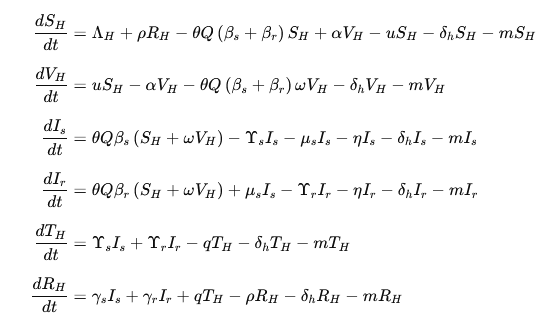 dS_H/dt = Λ_H + ρR_H − θQ (β_s + β_r) S_H + αV_H − uS_H − δ_hS_H − mS_H
dV_H/dt = uS_H − αV_H − θQ (β_s + β_r) ωV_H − δ_hV_H − mV_H
dI_s/dt = θQβ_s (S_H + ωV_H) − ϒ_sI_s − μ_sI_s − ηI_s − δ_hI_s − mI_s
dI_r/dt = θQβ_r (S_H + ωV_H) + μ_sI_s − ϒ_rI_r − ηI_r − δ_hI_r − mI_r
dT_H/dt = ϒ_sI_s + ϒ_rI_r − qT_H − δ_hT_H − mT_H
dR_H/dt = γ_sI_s + γ_rI_r + qT_H − ρR_H − δ_hR_H − mR_H